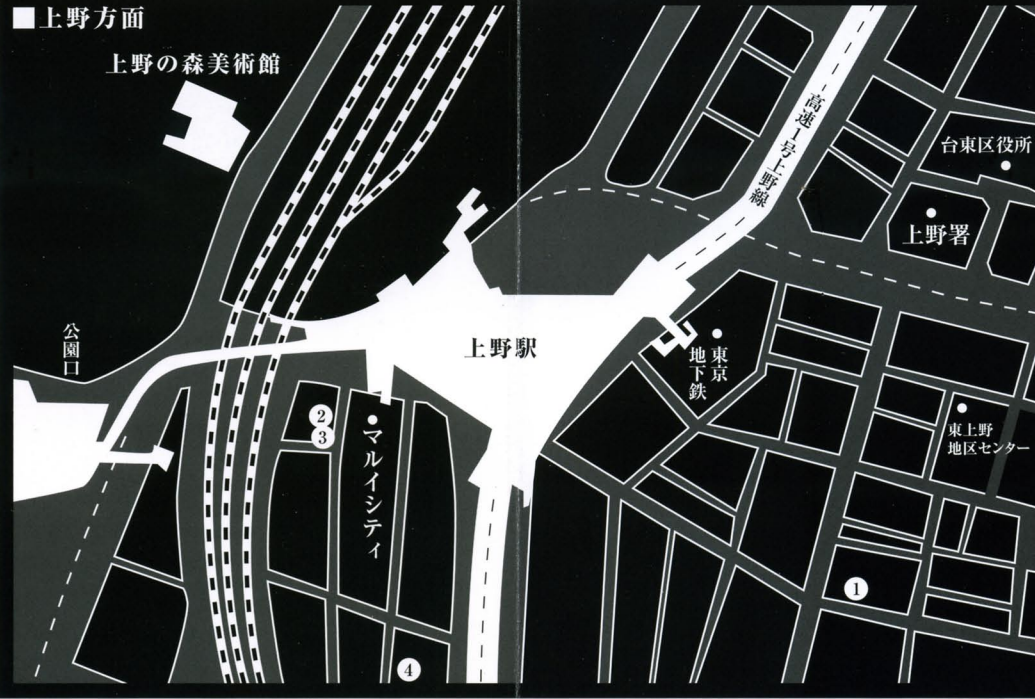 ■上野方面
上野の森美術館
高速1号上野線
台東区役所
上野署
公園口
上野駅
東京
地下鉄
②
③
マルイシティ
東上野
地区センター
①
④